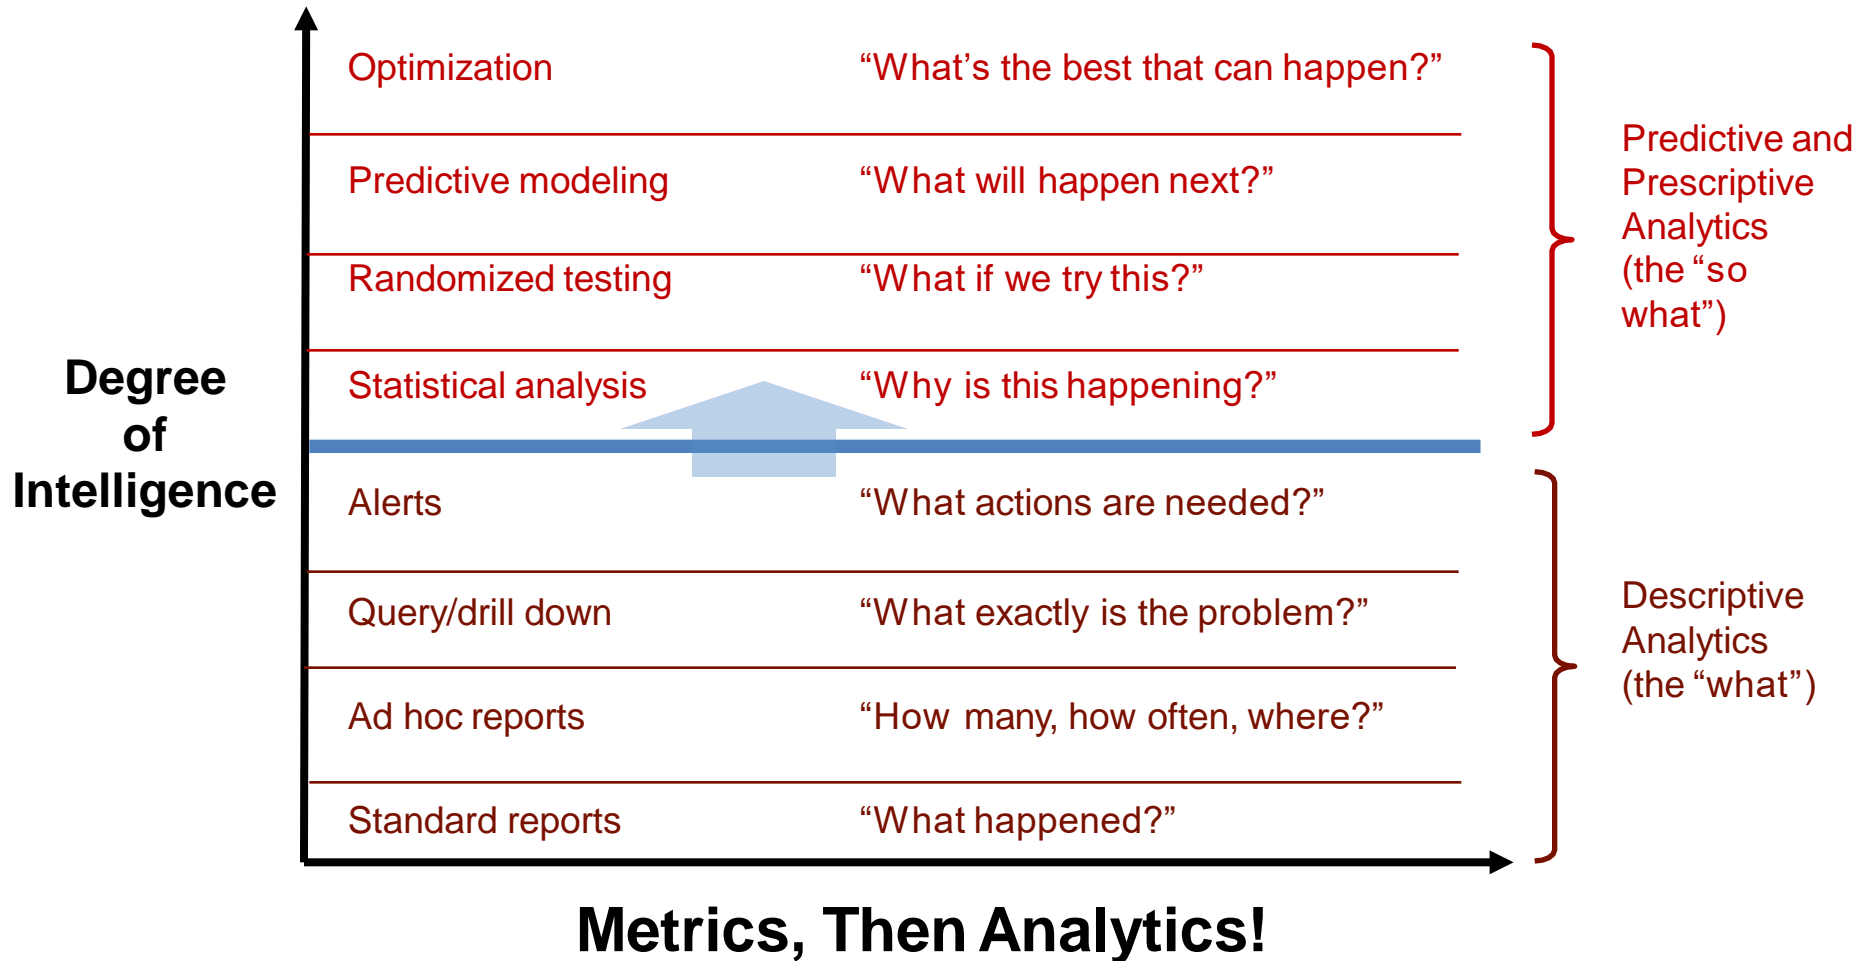 Optimization “What’s the best that can happen?”
Predictive modeling “What will happen next?”
Randomized testing “What if we try this?”
Statistical analysis “Why is this happening?”
Predictive and
Prescriptive
Analytics
(the “so
what”)
Degree
of
Intelligence
Alerts “What actions are needed?”
Query/drill down “What exactly is the problem?”
Ad hoc reports “How many, how often, where?”
Standard reports “What happened?”
Descriptive
Analytics
(the “what”)
Metrics, Then Analytics!